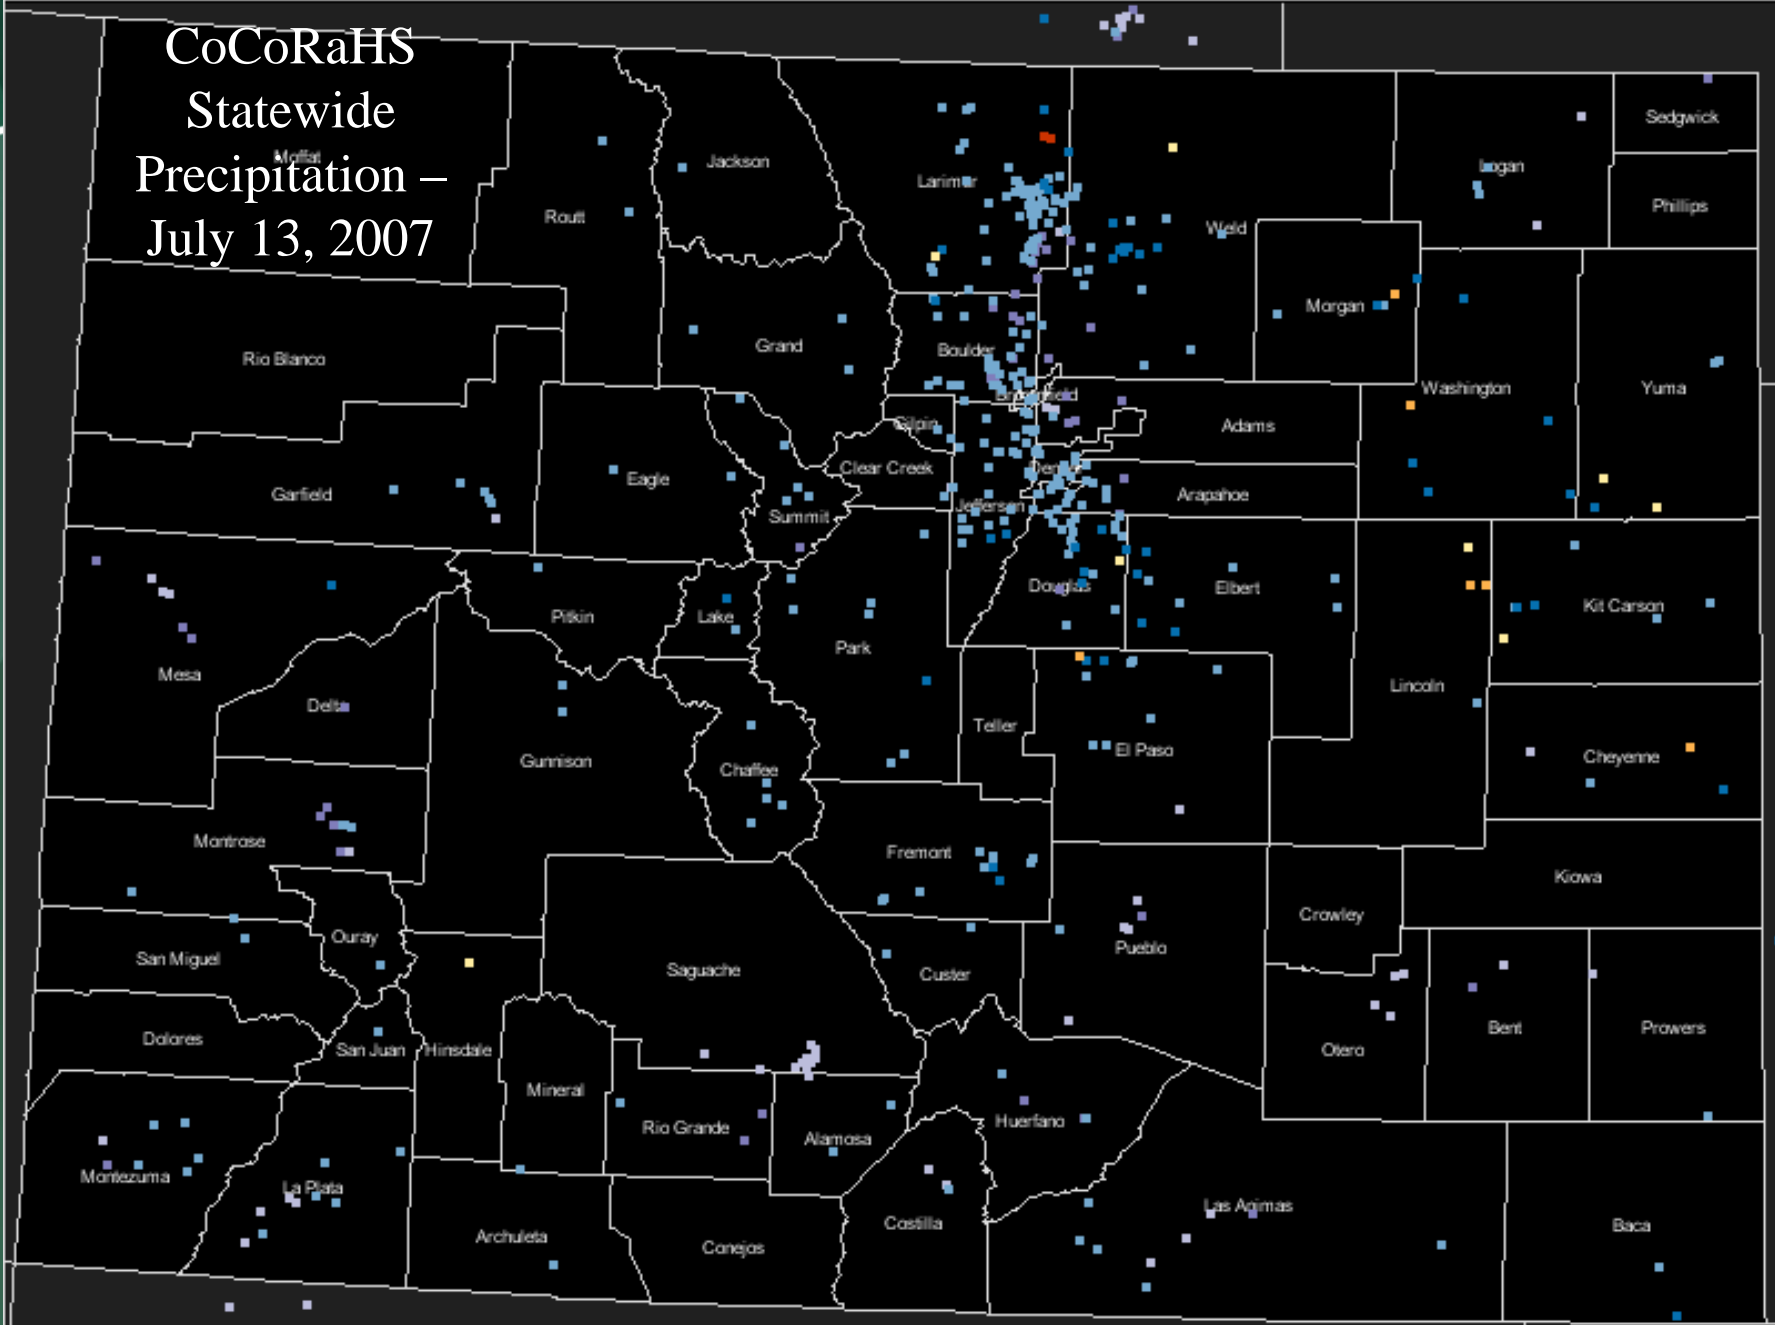 CoCoRaHS
Statewide
Precipitation –
July 13, 2007
Moffat
Routt
Jackson
Larimer
Weld
Logan
Sedgwick
Phillips
Rio Blanco
Grand
Boulder
Morgan
Washington
Yuma
Broomfield
Gilpin
Adams
Garfield
Eagle
Clear Creek
Denver
Arapahoe
Summit
Jefferson
Pitkin
Lake
Park
Douglas
Elbert
Lincoln
Kit Carson
Mesa
Delta
Gunnison
Chaffee
Teller
El Paso
Cheyenne
Montrose
Fremont
Kiowa
Crowley
Pueblo
Ouray
San Miguel
Saguache
Custer
Dolores
San Juan
Hinsdale
Mineral
Rio Grande
Alamosa
Huerfano
Otero
Bent
Prowers
Montezuma
La Plata
Archuleta
Conejos
Costilla
Las Animas
Baca